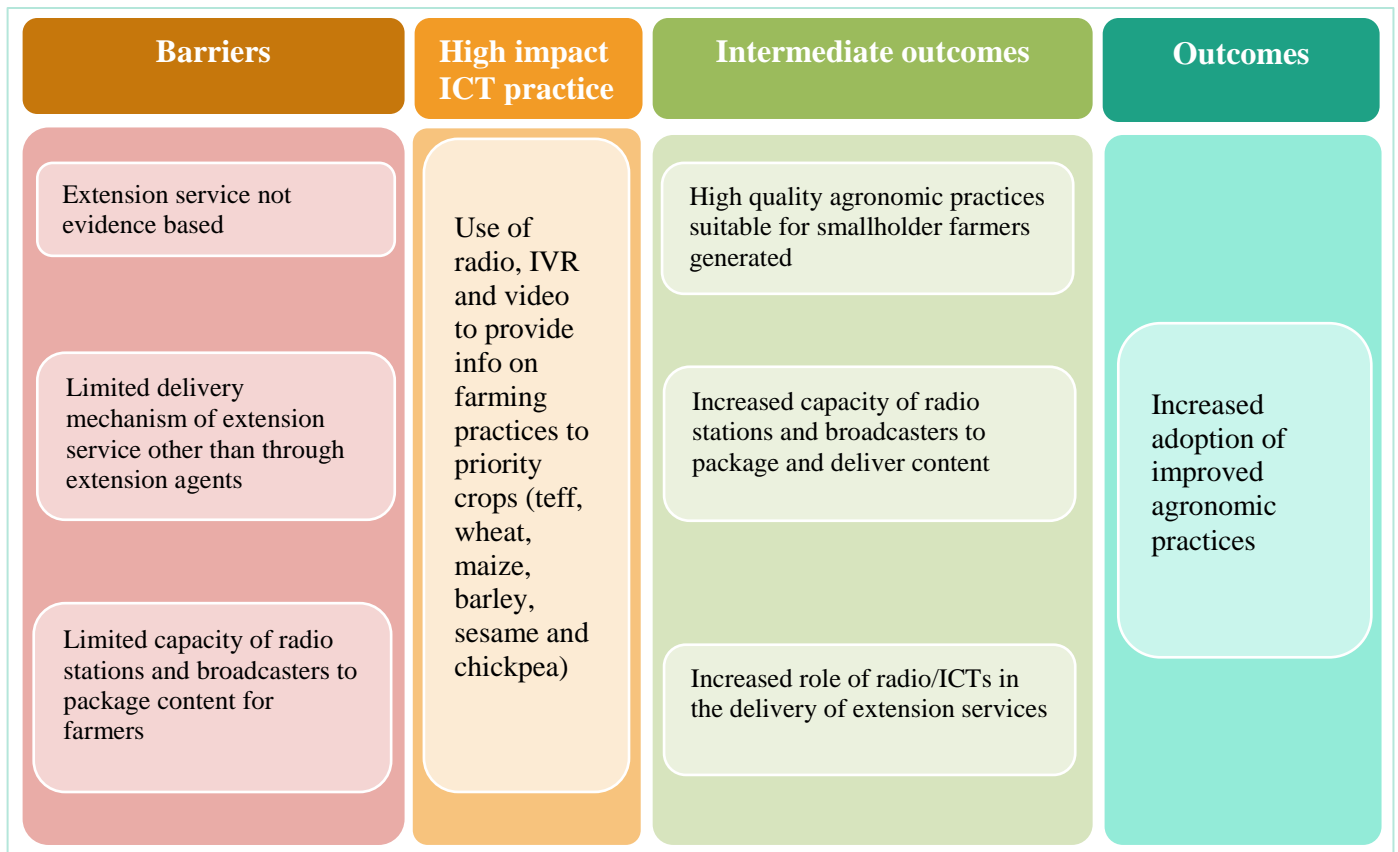 Barriers
High impact
ICT practice
Intermediate outcomes
Outcomes
Extension service not
evidence based
Limited delivery
mechanism of extension
service other than through
extension agents
Limited capacity of radio
stations and broadcasters to
package content for
farmers
Use of
radio, IVR
and video
to provide
info on
farming
practices to
priority
crops (teff,
wheat,
maize,
barley,
sesame and
chickpea)
High quality agronomic practices
suitable for smallholder farmers
generated
Increased capacity of radio
stations and broadcasters to
package and deliver content
Increased role of radio/ICTs in
the delivery of extension services
Increased
adoption of
improved
agronomic
practices